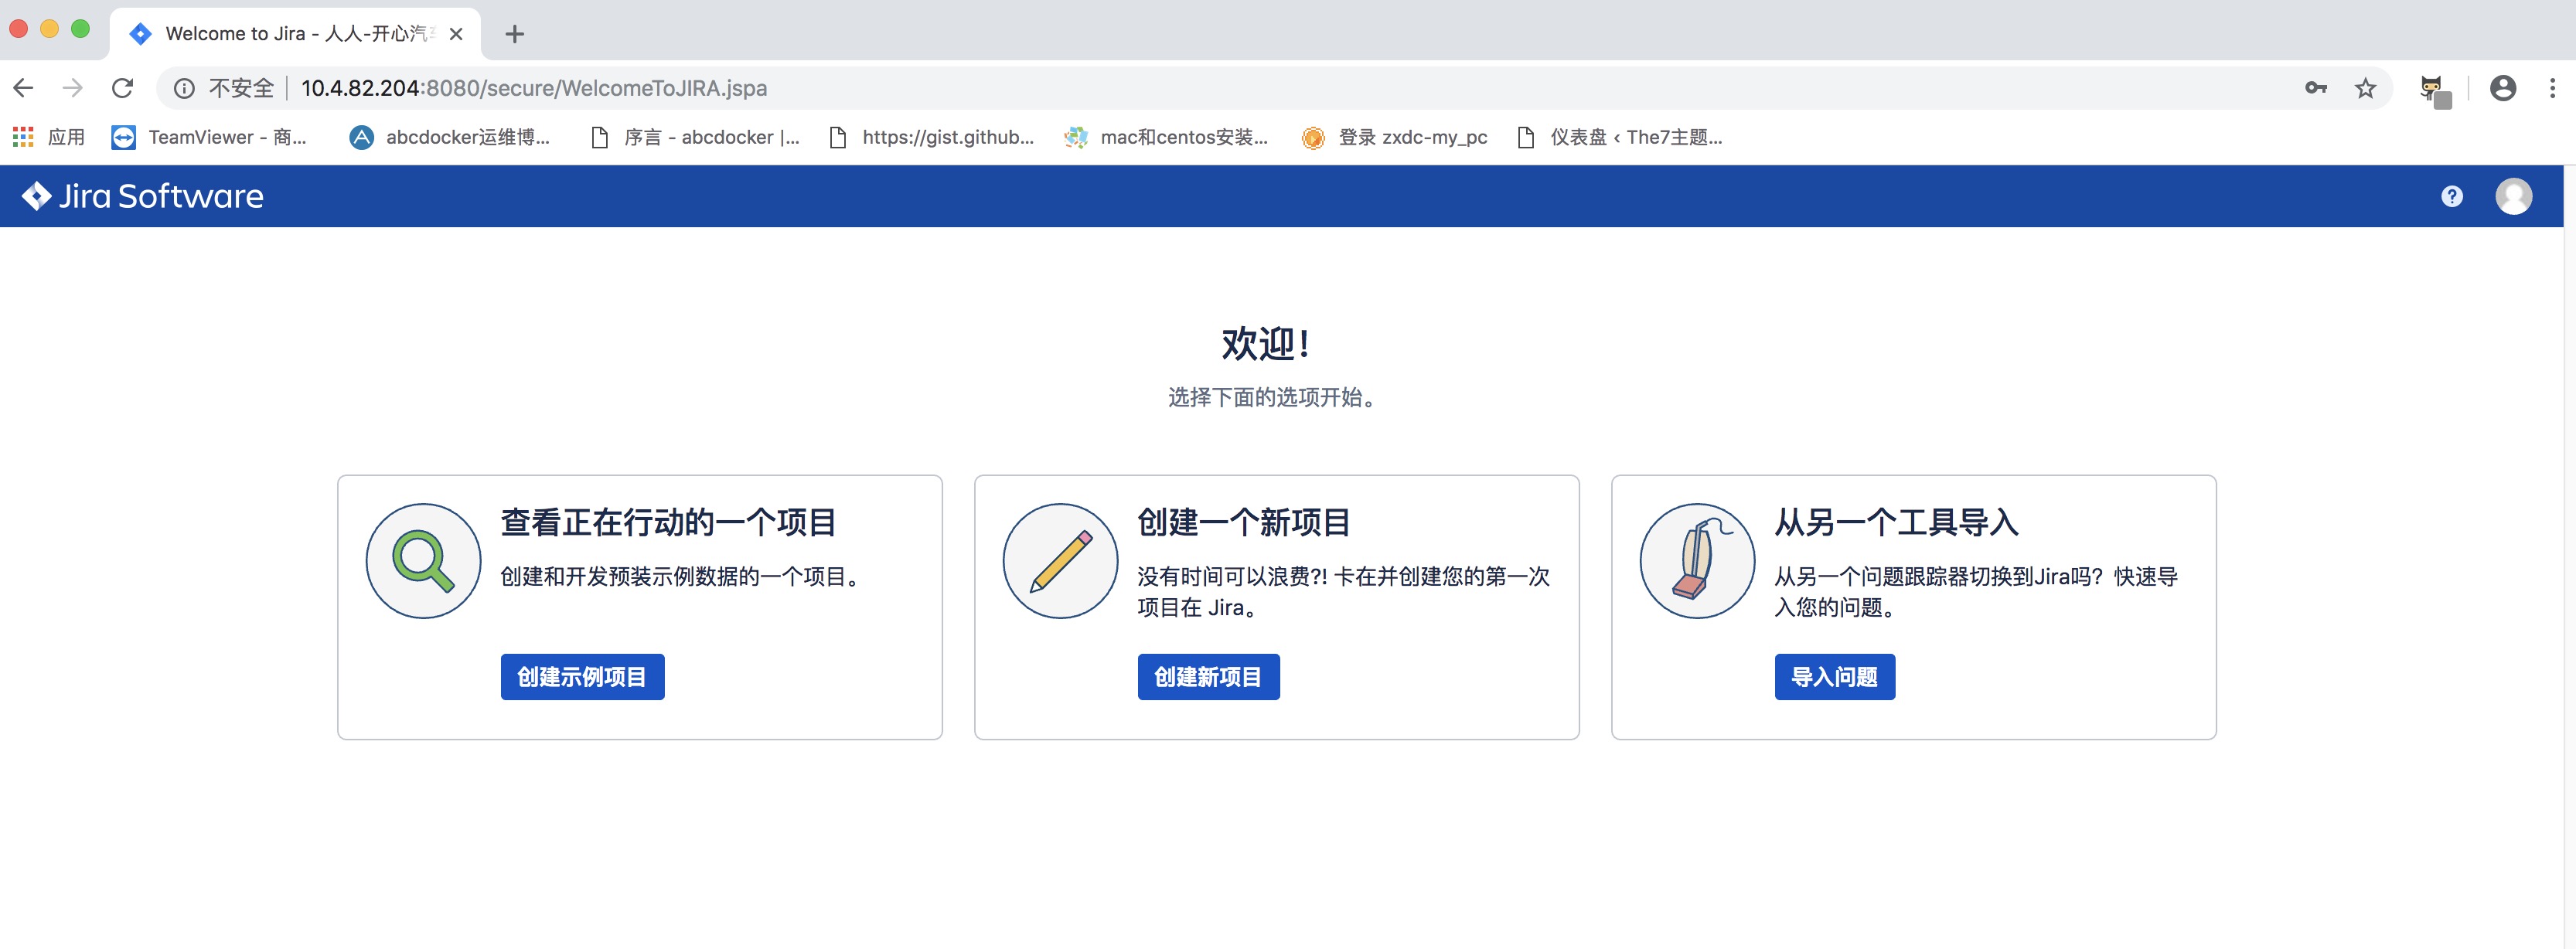 Welcome to Jira - 人人-开心汽
不安全 10.4.82.204:8080/secure/WelcomeToJIRA.jspa
应用 TeamViewer - 商... abcdocker运维博... 序言 - abcdocker |... https://gist.github... mac和centos安装... 登录 zxdc-my_pc 仪表盘 ‹ The7主题...
Jira Software
欢迎！
选择下面的选项开始。
查看正在行动的一个项目
创建和开发预装示例数据的一个项目。
创建示例项目
创建一个新项目
没有时间可以浪费?! 卡在并创建您的第一次
项目在 Jira。
创建新项目
从另一个工具导入
从另一个问题跟踪器切换到Jira吗？快速导
入您的问题。
导入问题